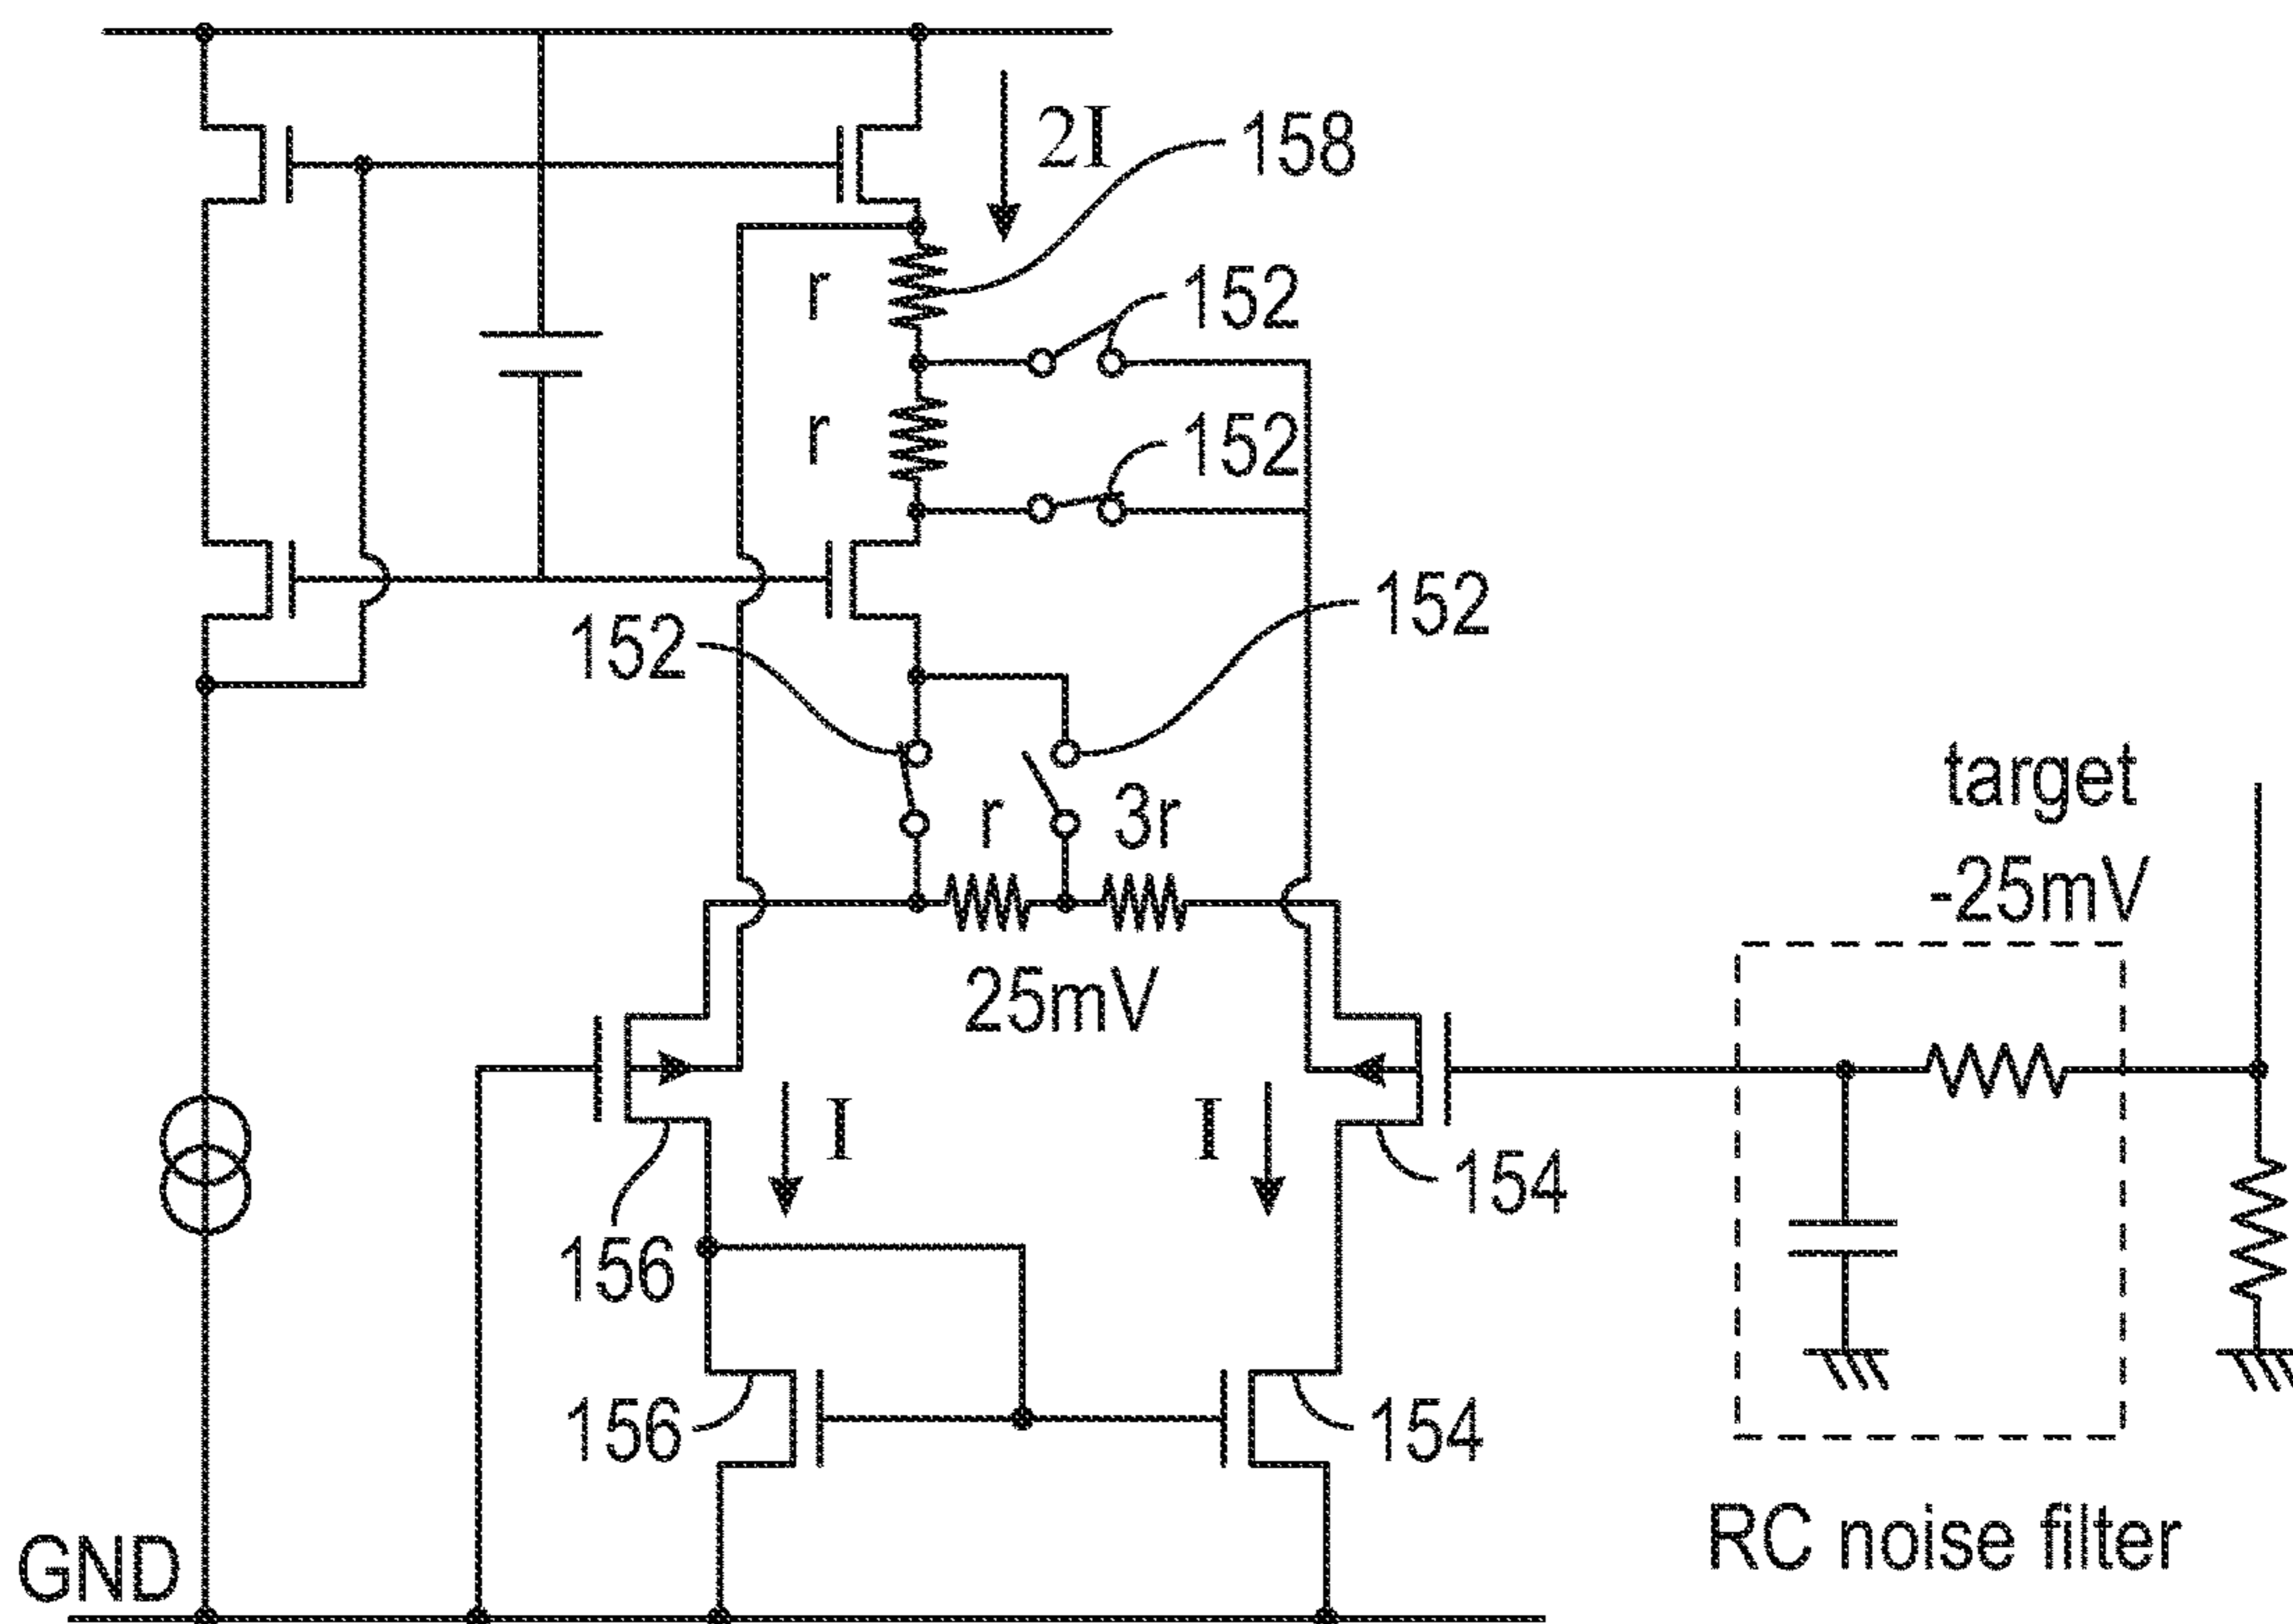 2I
158
r
152
r
152
152
152
target
-25mV
r
3r
25mV
I
I
154
156
156
154
GND
RC noise filter